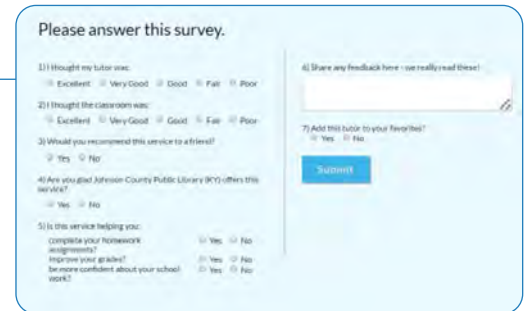 Please answer this survey.
1) I thought my tutor was:
Excellent Very Good Good Fair Poor
2) I thought the classroom was:
Excellent Very Good Good Fair Poor
3) Would you recommend this service to a friend?
Yes No
4) Are you glad Johnson County Public Library (KY) offers this
service?
Yes No
5) Is this service helping you:
complete your homework Yes No
assignments?
improve your grades? Yes No
be more confident about your school Yes No
work?
6) Share any feedback here - we really read these!
7) Add this tutor to your Favorites?
Yes No
Submit